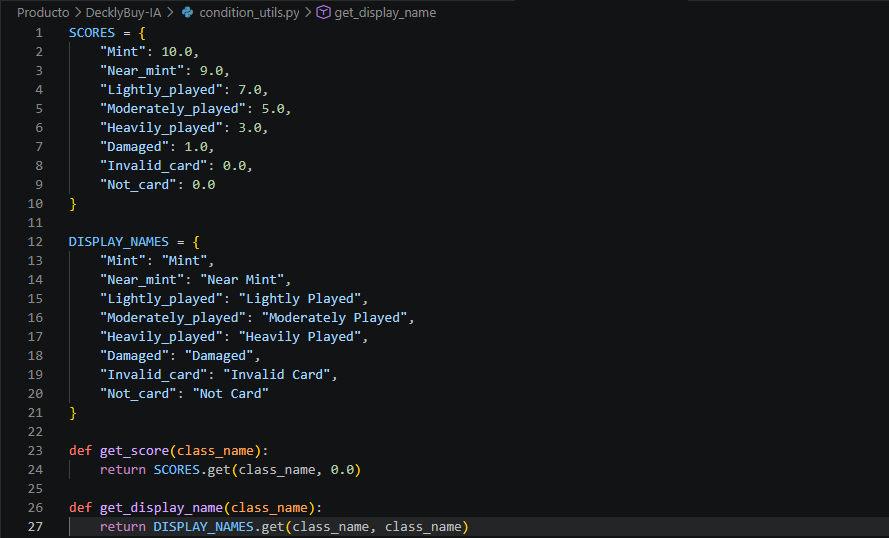 Producto > DecklyBuy-IA > condition_utils.py > get_display_name
1 SCORES = {
2     "Mint": 10.0,
3     "Near_mint": 9.0,
4     "Lightly_played": 7.0,
5     "Moderately_played": 5.0,
6     "Heavily_played": 3.0,
7     "Damaged": 1.0,
8     "Invalid_card": 0.0,
9     "Not_card": 0.0
10 }
11
12 DISPLAY_NAMES = {
13     "Mint": "Mint",
14     "Near_mint": "Near Mint",
15     "Lightly_played": "Lightly Played",
16     "Moderately_played": "Moderately Played",
17     "Heavily_played": "Heavily Played",
18     "Damaged": "Damaged",
19     "Invalid_card": "Invalid Card",
20     "Not_card": "Not Card"
21 }
22
23 def get_score(class_name):
24     return SCORES.get(class_name, 0.0)
25
26 def get_display_name(class_name):
27     return DISPLAY_NAMES.get(class_name, class_name)